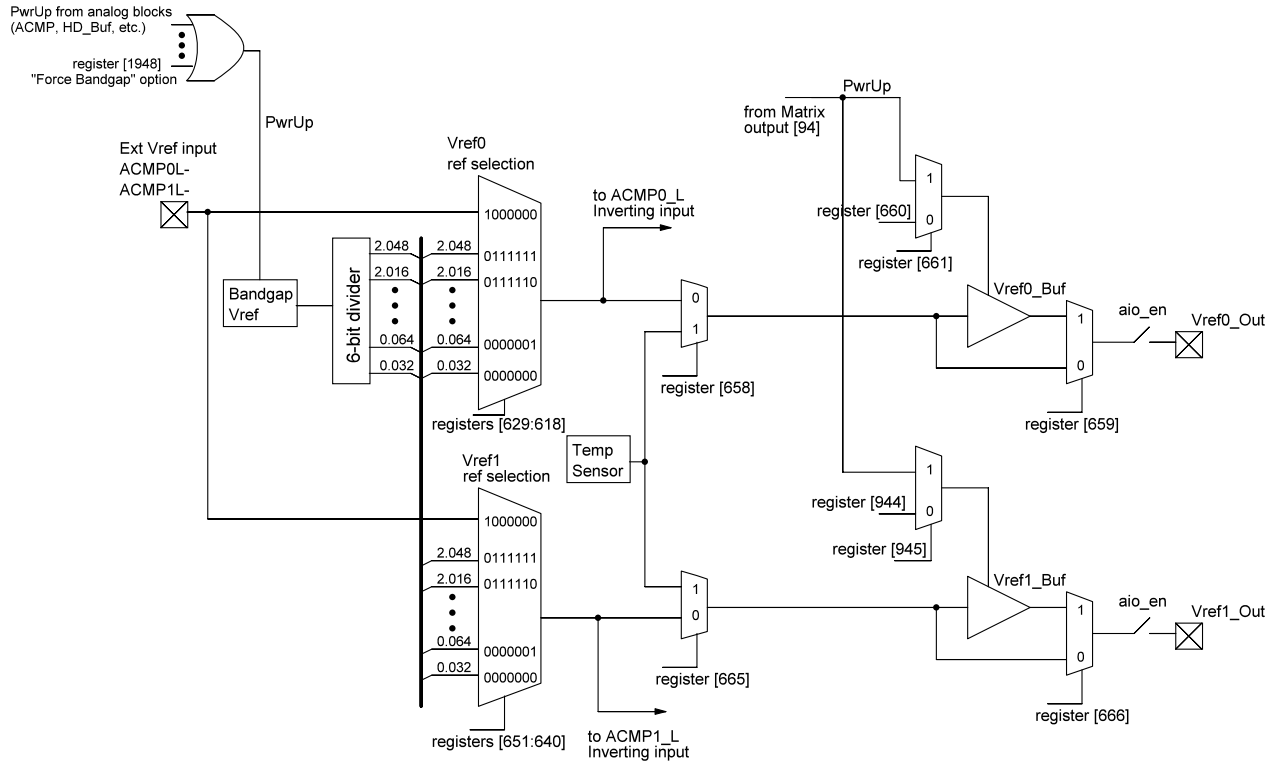 PwrUp from analog blocks
(ACMP, HD_Buf, etc.)
register [1948]
"Force Bandgap" option
PwrUp
Ext Vref input
ACMP0L-
ACMP1L-
Bandgap
Vref
6-bit divider
2.048
2.016
0.064
0.032
Vref0
ref selection
1000000
2.048
0111111
2.016
0111110
0.064
0000001
0.032
0000000
registers [629:618]
to ACMP0_L
Inverting input
0
1
register [658]
Temp
Sensor
PwrUp
from Matrix
output [94]
1
register [660]
0
register [661]
Vref0_Buf
1
0
register [659]
aio_en
Vref0_Out
Vref1
ref selection
1000000
2.048
0111111
2.016
0111110
0.064
0000001
0.032
0000000
registers [651:640]
to ACMP1_L
Inverting input
1
0
register [665]
1
register [944]
0
register [945]
Vref1_Buf
1
0
register [666]
aio_en
Vref1_Out